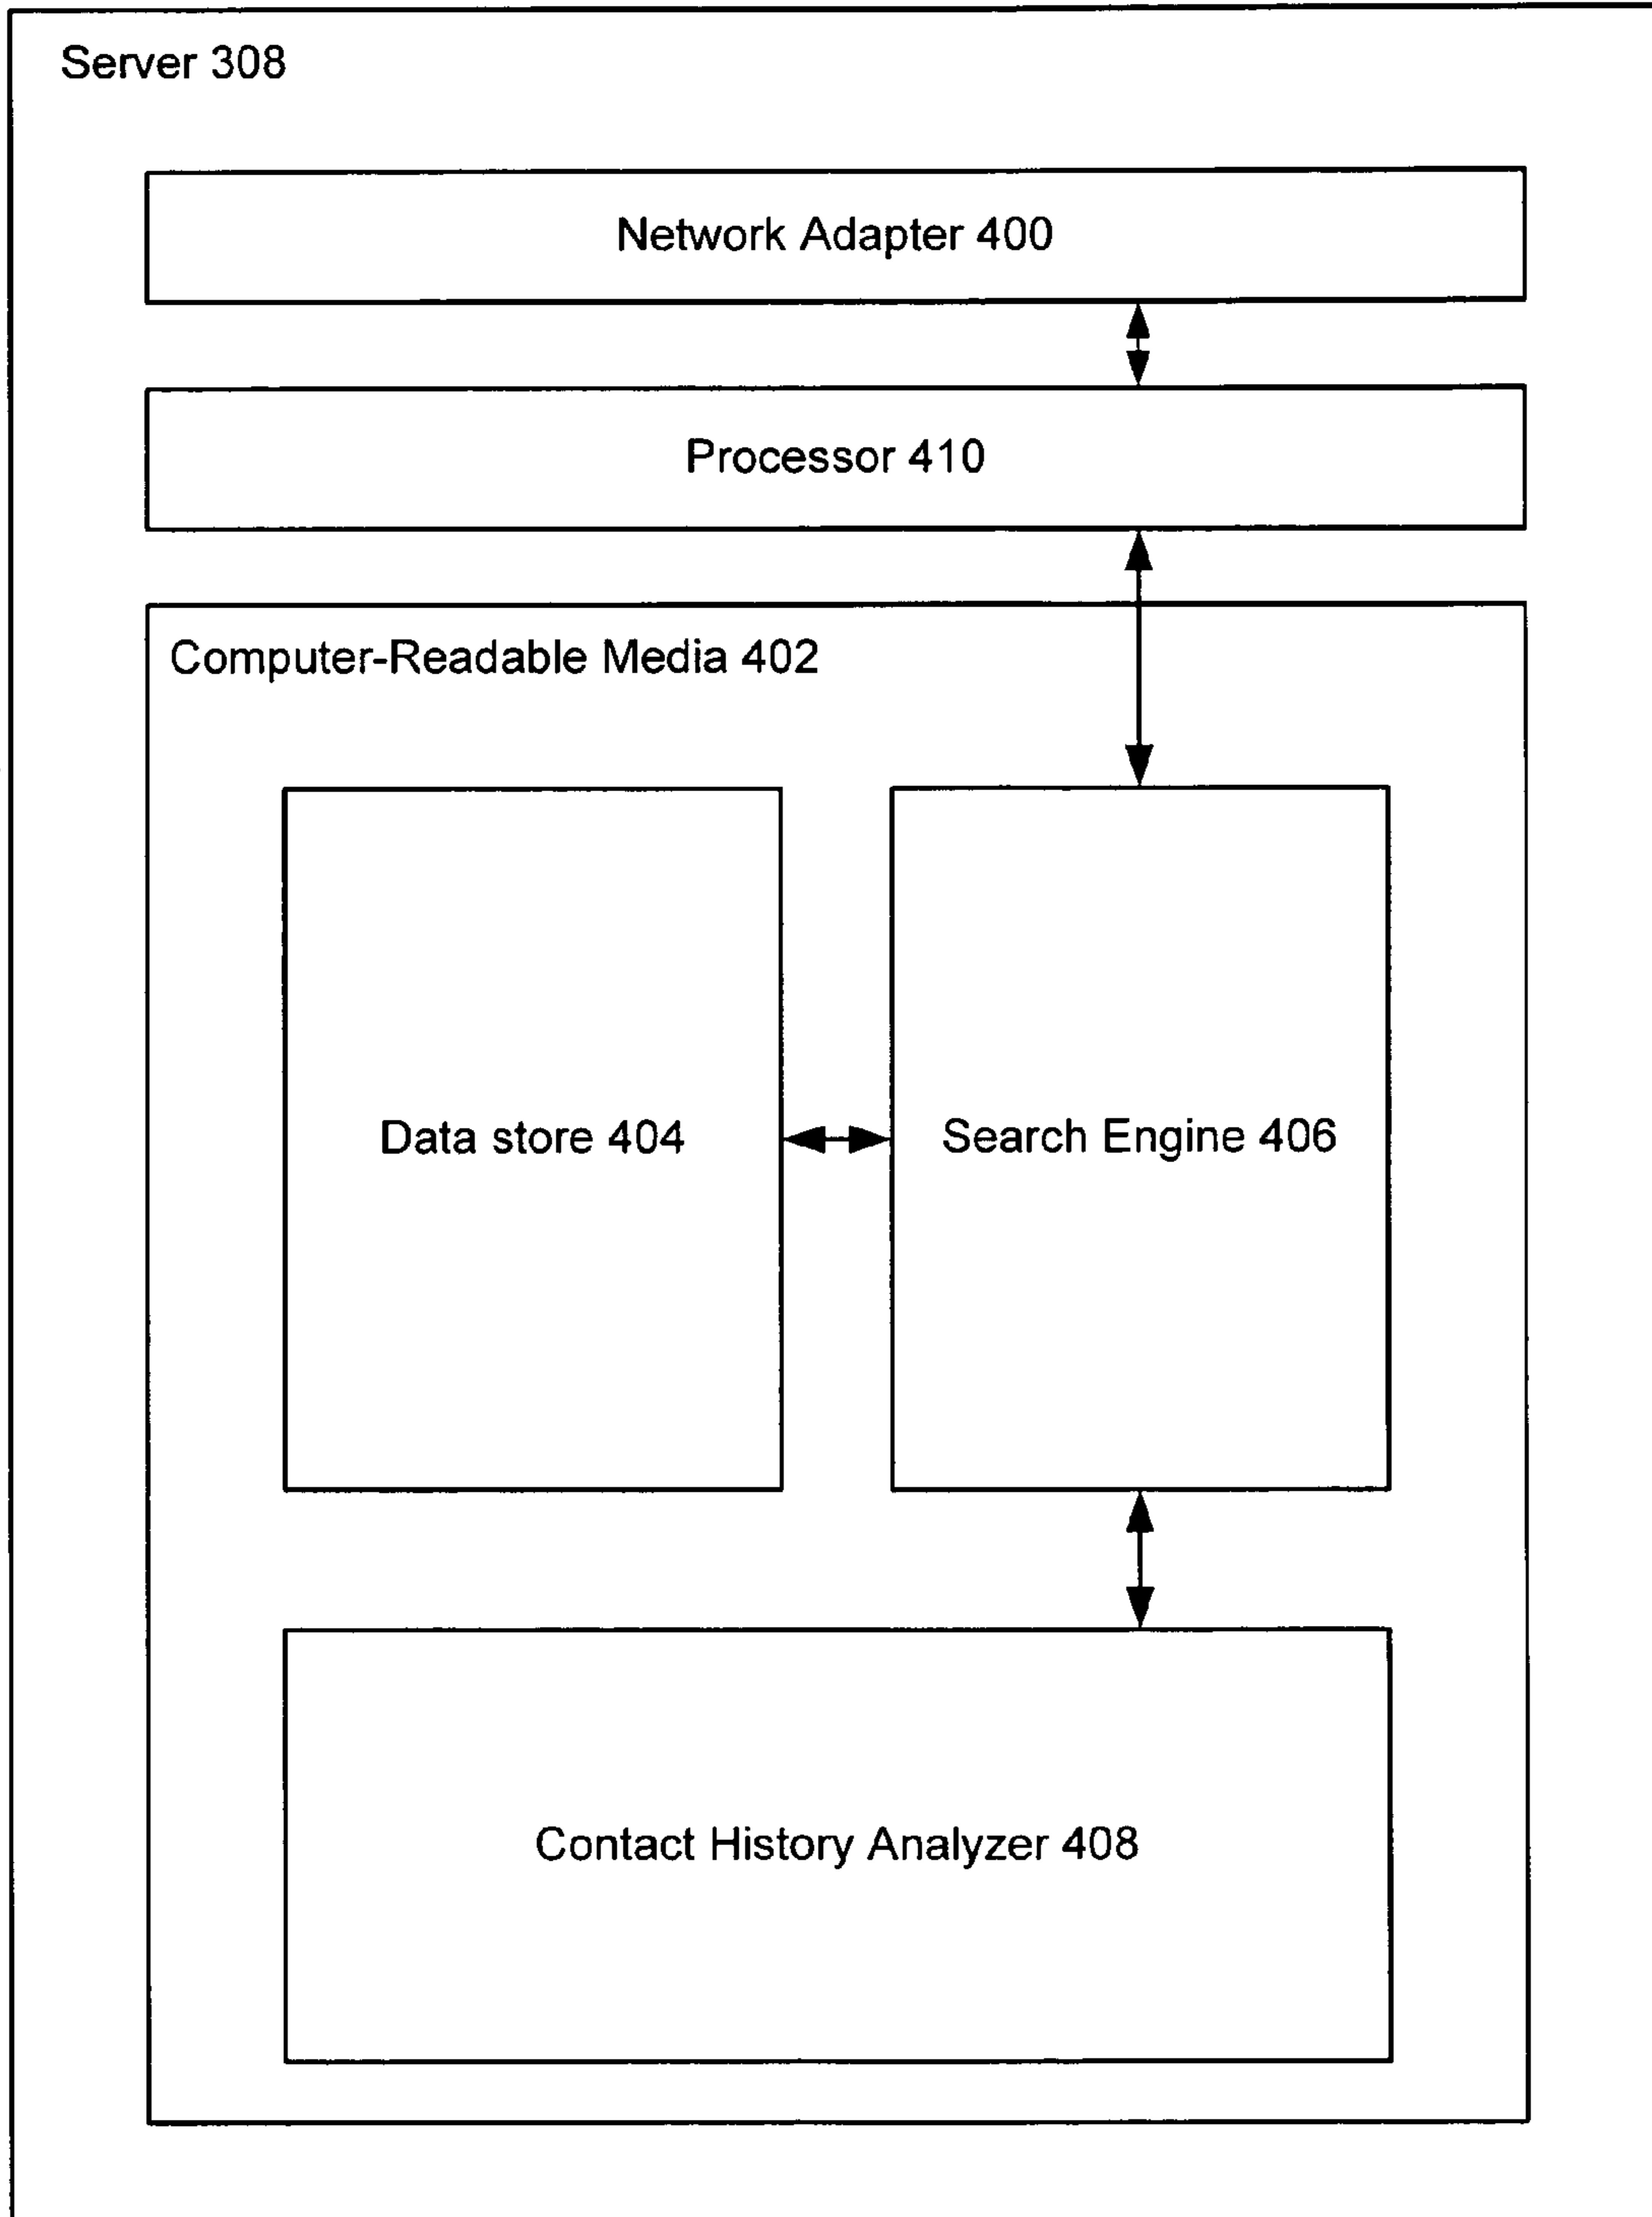 Server 308
Network Adapter 400
Processor 410
Computer-Readable Media 402
Data store 404
Search Engine 406
Contact History Analyzer 408